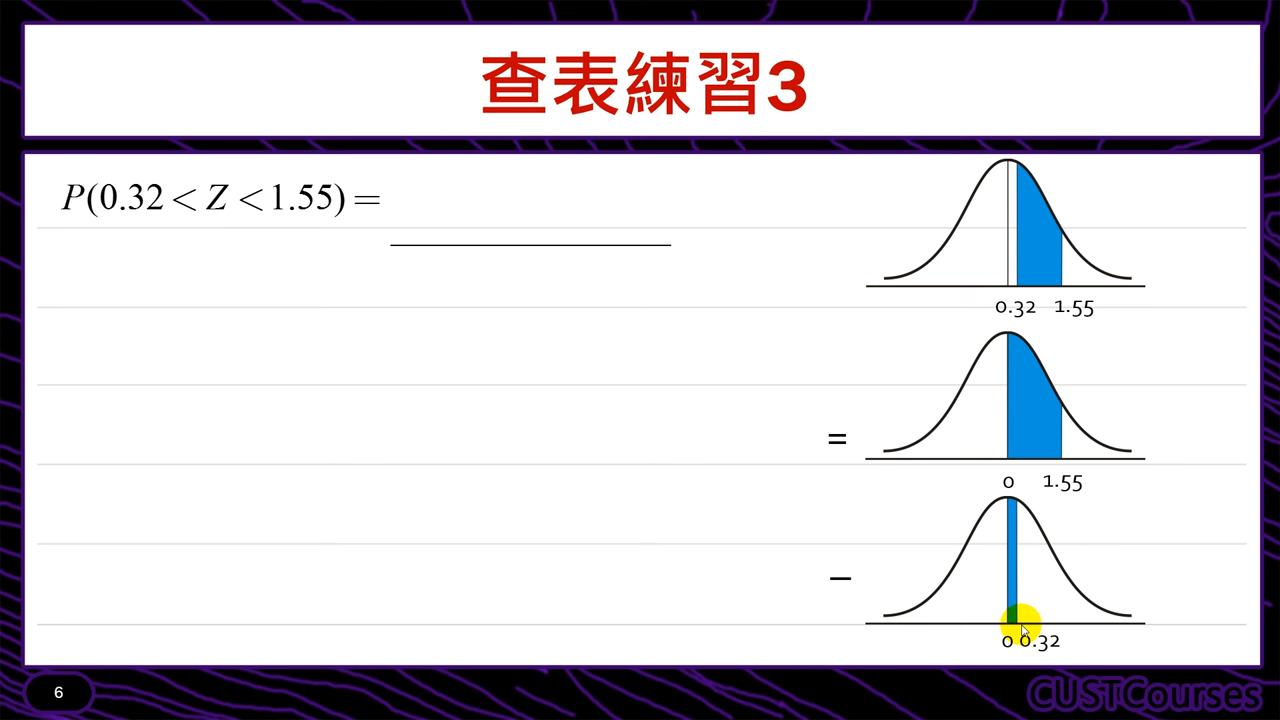 查表練習3
P(0.32 < Z < 1.55) =
0.32 1.55
=
0 1.55
−
0 0.32
6
CUSTCourses